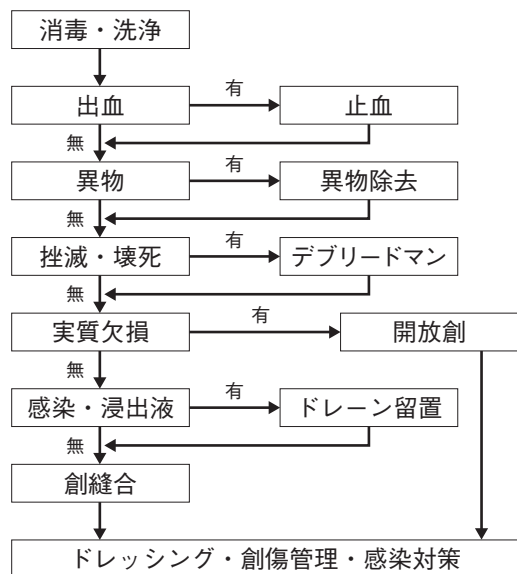 消毒・洗浄
出血
有
止血
無
異物
有
異物除去
無
挫滅・壊死
有
デブリードマン
無
実質欠損
有
開放創
無
感染・浸出液
有
ドレーン留置
無
創縫合
ドレッシング・創傷管理・感染対策